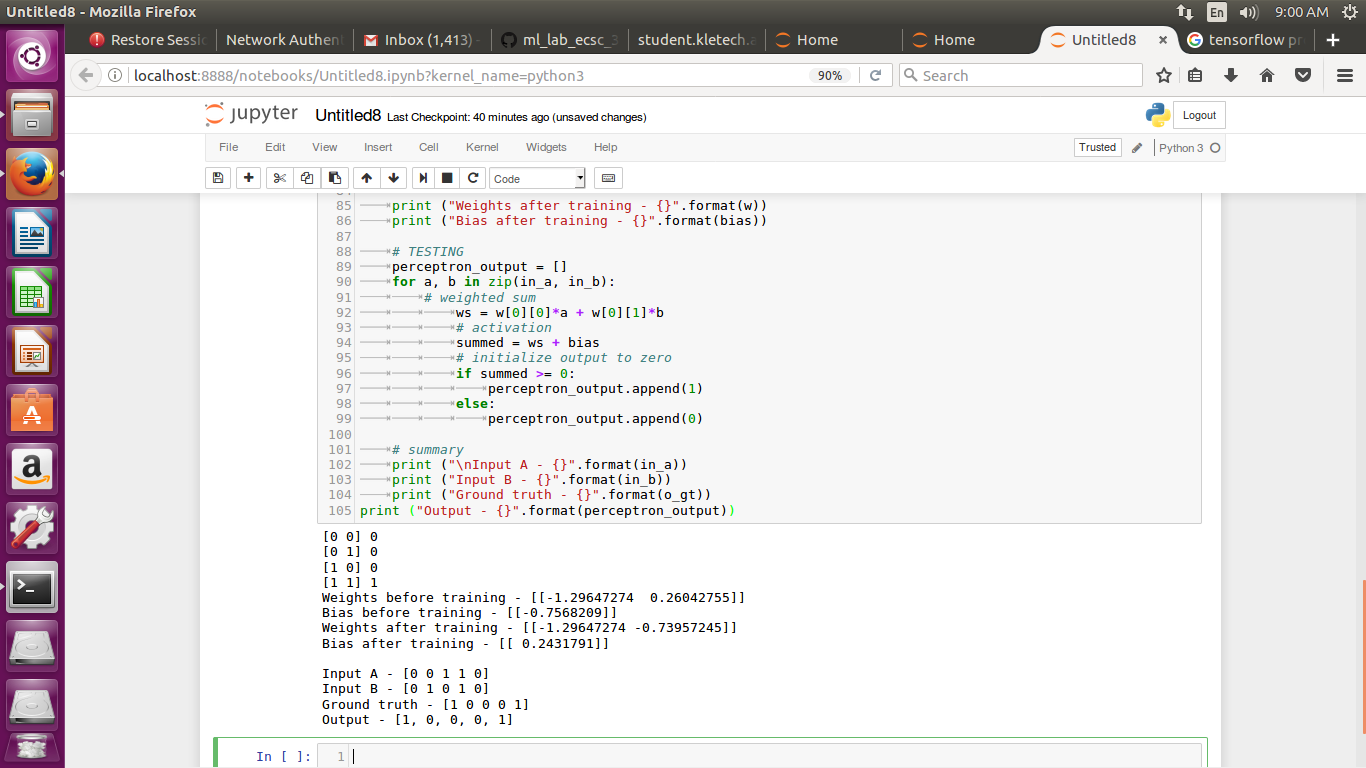 Untitled8 - Mozilla Firefox
En
9:00 AM
Restore Sessic
Network Authen
Inbox (1,413) -
ml_lab_ecsc_3
student.kletech.a
Home
Home
Untitled8 ×
tensorflow pr
localhost:8888/notebooks/Untitled8.ipynb?kernel_name=python3
90%
Search
jupyter
Untitled8 Last Checkpoint: 40 minutes ago (unsaved changes)
Logout
File Edit View Insert Cell Kernel Widgets Help
Trusted
Python 3
Code
85 print ("Weights after training - {}".format(w))
86 print ("Bias after training - {}".format(bias))
87
88 # TESTING
89 perceptron_output = []
90 for a, b in zip(in_a, in_b):
91 # weighted sum
92 ws = w[0][0]*a + w[0][1]*b
93 # activation
94 summed = ws + bias
95 # initialize output to zero
96 if summed >= 0:
97 perceptron_output.append(1)
98 else:
99 perceptron_output.append(0)
100
101 # summary
102 print ("\nInput A - {}".format(in_a))
103 print ("Input B - {}".format(in_b))
104 print ("Ground truth - {}".format(o_gt))
105 print ("Output - {}".format(perceptron_output))
[0 0] 0
[0 1] 0
[1 0] 0
[1 1] 1
Weights before training - [[-1.29647274  0.26042755]]
Bias before training - [[-0.7568209]]
Weights after training - [[-1.29647274 -0.73957245]]
Bias after training - [[ 0.2431791]]
Input A - [0 0 1 1 0]
Input B - [0 1 0 1 0]
Ground truth - [1 0 0 0 1]
Output - [1, 0, 0, 0, 1]
In [ ]: 1